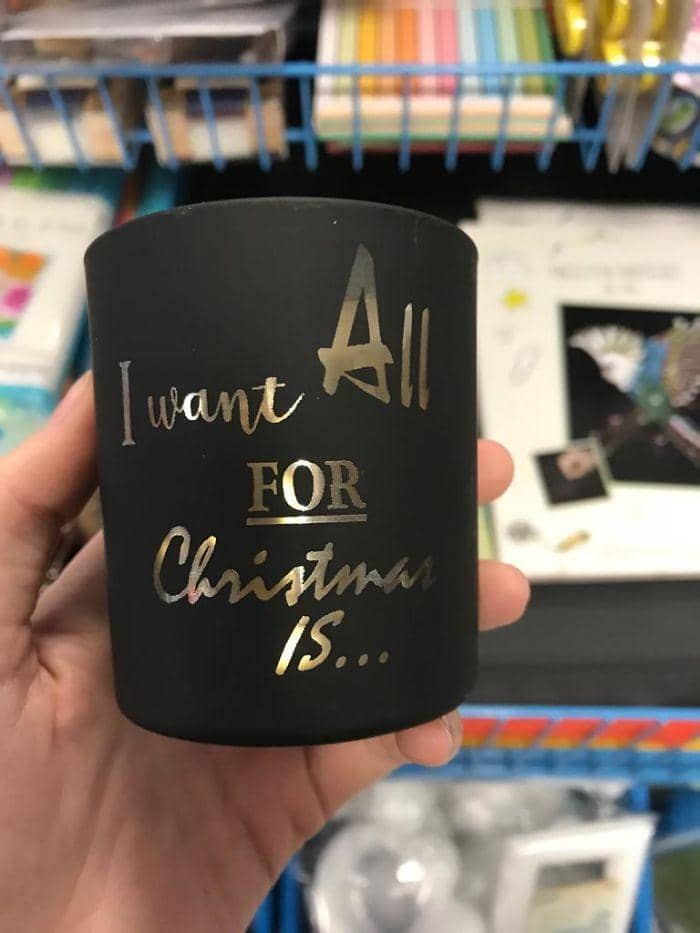 I want All
FOR
Christmas
IS...